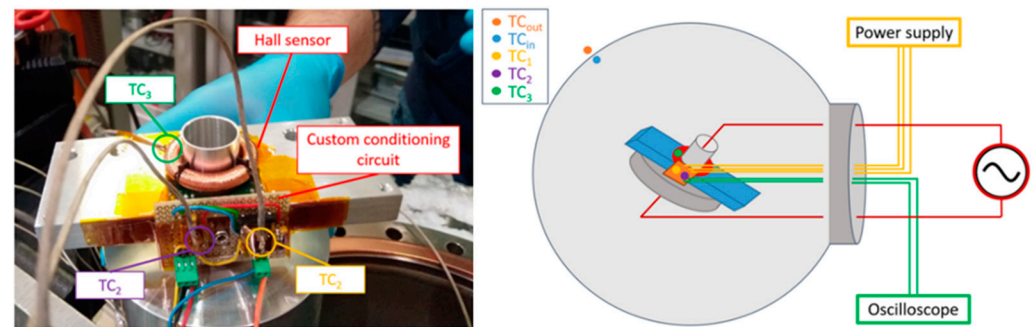 Hall sensor
TC3
Custom conditioning
circuit
TC2
TC2
TCout
TCin
TC1
TC2
TC3
Power supply
Oscilloscope